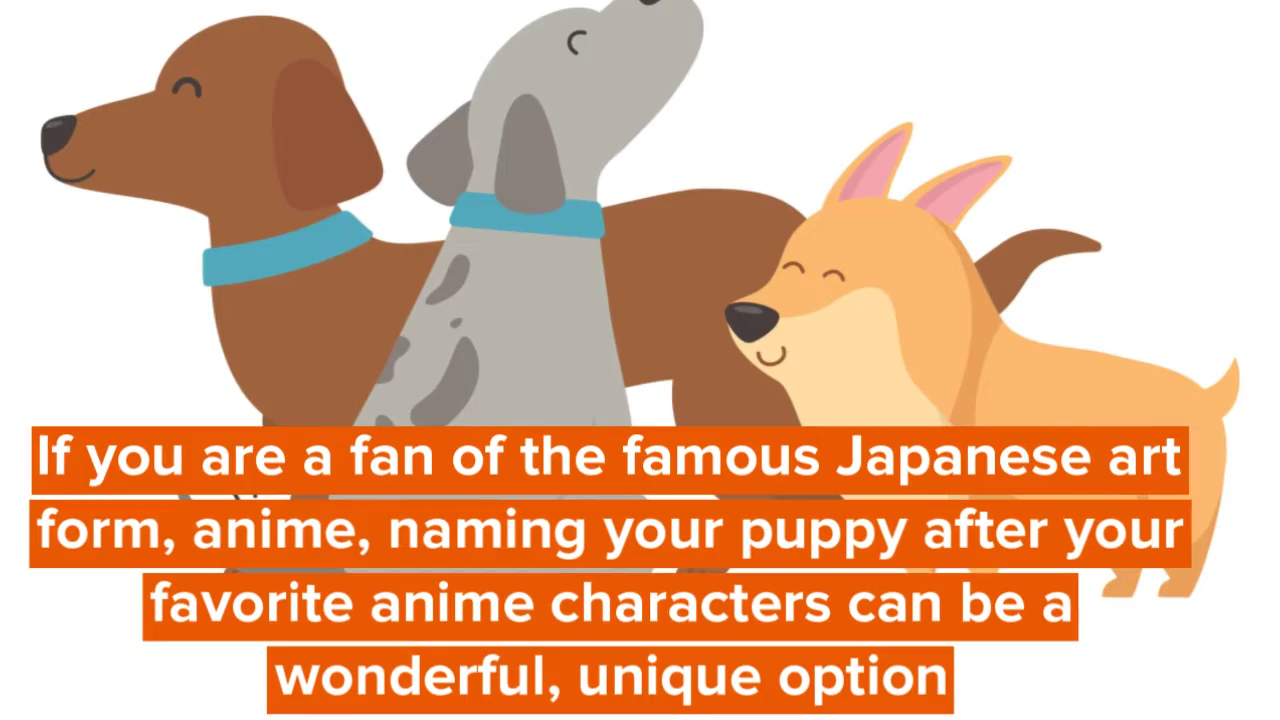 If you are a fan of the famous Japanese art
form, anime, naming your puppy after your
favorite anime characters can be a
wonderful, unique option